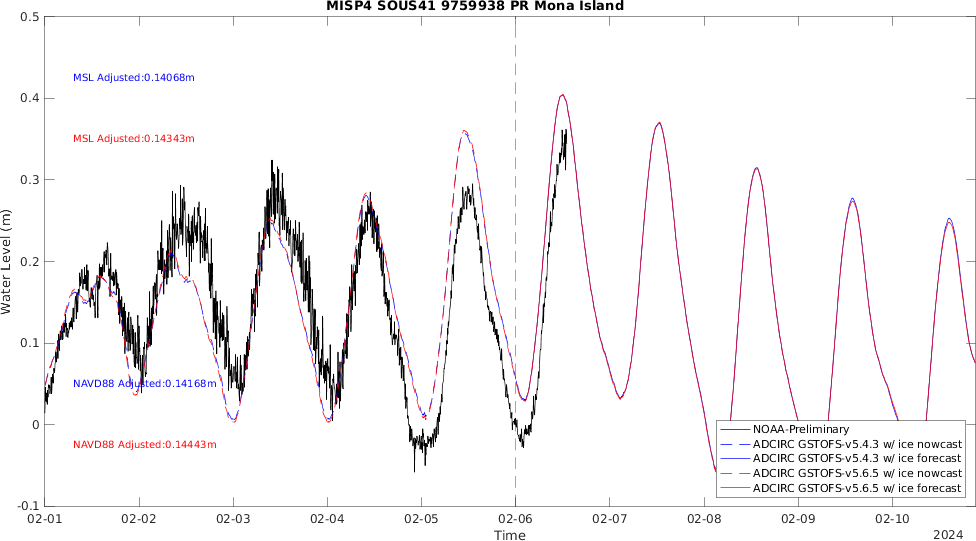 MISP4 SOUS41 9759938 PR Mona Island
0.5
MSL Adjusted:0.14068m
0.4
MSL Adjusted:0.14343m
0.3
Water Level (m)
0.2
0.1
NAVD88 Adjusted:0.14168m
0
NAVD88 Adjusted:0.14443m
NOAA-Preliminary
ADCIRC GSTOFS-v5.4.3 w/ ice nowcast
ADCIRC GSTOFS-v5.4.3 w/ ice forecast
ADCIRC GSTOFS-v5.6.5 w/ ice nowcast
ADCIRC GSTOFS-v5.6.5 w/ ice forecast
-0.1
02-01 02-02 02-03 02-04 02-05 02-06 02-07 02-08 02-09 02-10
Time
2024